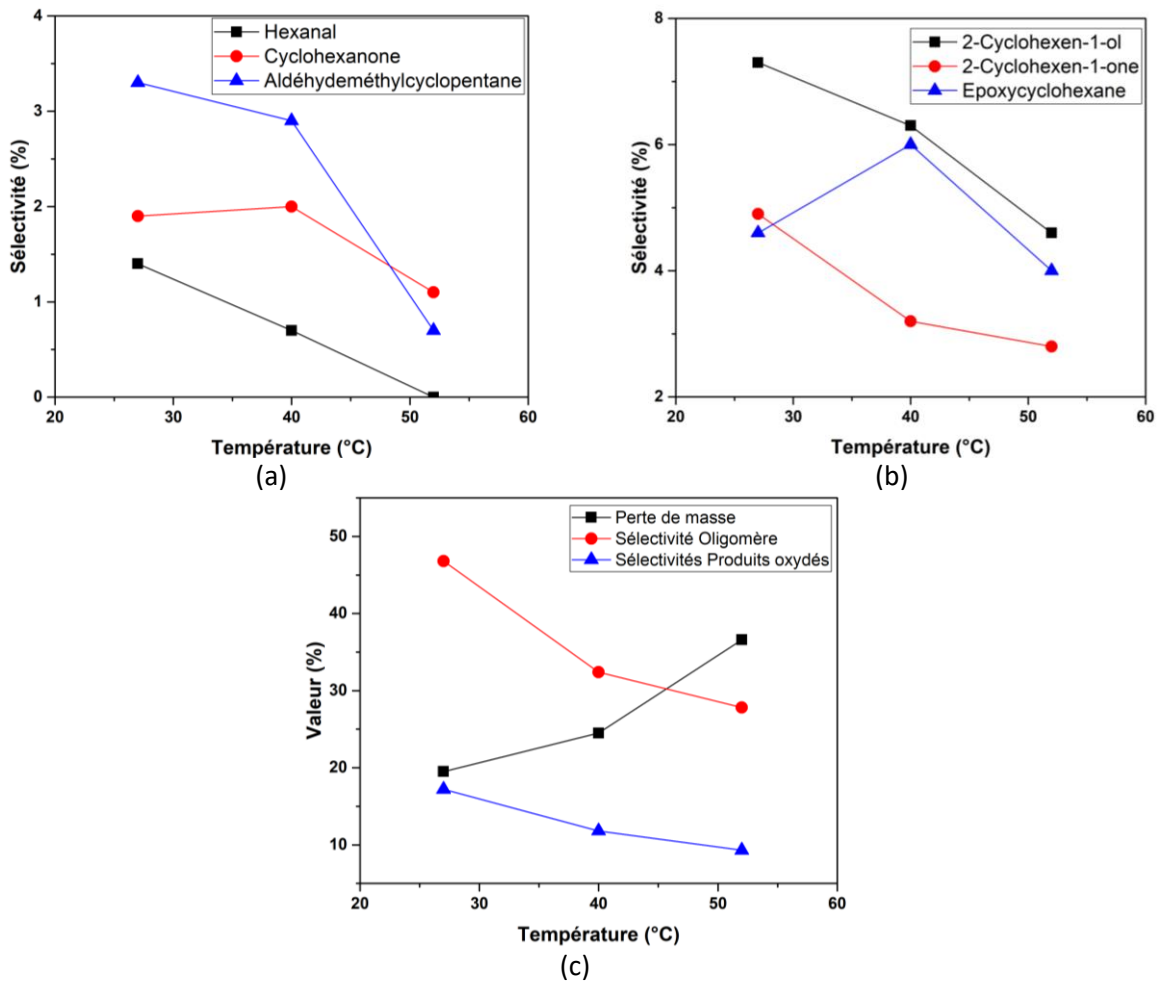 Hexanal
Cyclohexanone
Aldéhydeméthylcyclopentane
Sélectivité (%)
4
3
2
1
0
20 30 40 50 60
Température (°C)
(a)
2-Cyclohexen-1-ol
2-Cyclohexen-1-one
Epoxycyclohexane
Sélectivité (%)
8
6
4
2
20 30 40 50 60
Température (°C)
(b)
Perte de masse
Sélectivité Oligomère
Sélectivités Produits oxydés
Valeur (%)
50
40
30
20
10
20 30 40 50 60
Température (°C)
(c)